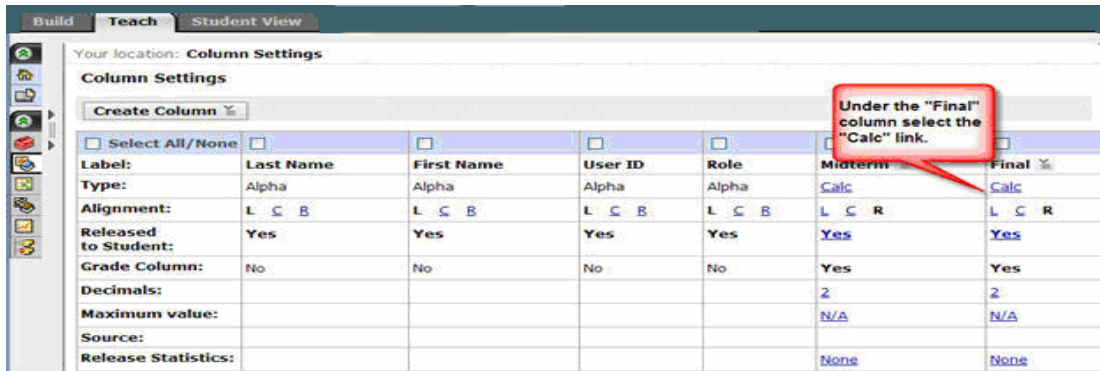 Build Teach Student View
Your location: Column Settings
Column Settings
Create Column
Under the "Final"
column select the
"Calc" link.
Select All/None
Label: Last Name First Name User ID Role Midterm Final
Type: Alpha Alpha Alpha Alpha Calc Calc
Alignment: L C R L C R L C R L C R L C R L C R
Released
to Student: Yes Yes Yes Yes Yes Yes
Grade Column: No No No No Yes Yes
Decimals: 2 2
Maximum value: N/A N/A
Source:
Release Statistics: None None